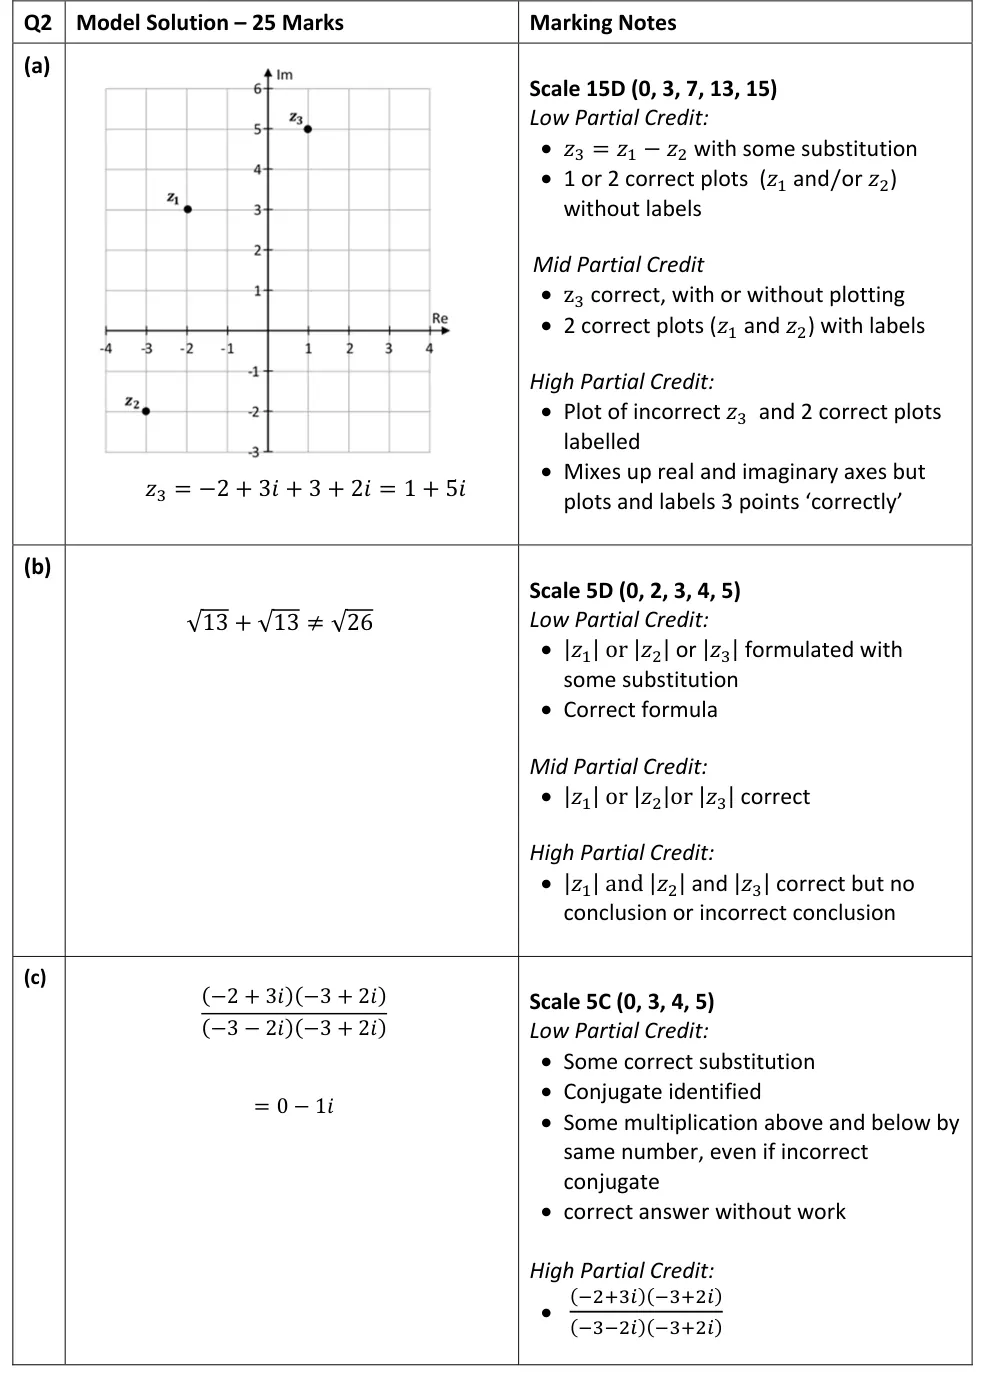 Q2 Model Solution – 25 Marks Marking Notes
(a)
Im
6
z₃
5
4
z₁
3
2
1
Re
-4 -3 -2 -1 1 2 3 4
-1
z₂
-2
-3
z₃ = −2 + 3i + 3 + 2i = 1 + 5i
Scale 15D (0, 3, 7, 13, 15)
Low Partial Credit:
• z₃ = z₁ − z₂ with some substitution
• 1 or 2 correct plots (z₁ and/or z₂)
without labels
Mid Partial Credit
• z₃ correct, with or without plotting
• 2 correct plots (z₁ and z₂) with labels
High Partial Credit:
• Plot of incorrect z₃ and 2 correct plots
labelled
• Mixes up real and imaginary axes but
plots and labels 3 points ‘correctly’
(b)
√13 + √13 ≠ √26
Scale 5D (0, 2, 3, 4, 5)
Low Partial Credit:
• |z₁| or |z₂| or |z₃| formulated with
some substitution
• Correct formula
Mid Partial Credit:
• |z₁| or |z₂|or |z₃| correct
High Partial Credit:
• |z₁| and |z₂| and |z₃| correct but no
conclusion or incorrect conclusion
(c)
(−2 + 3i)(−3 + 2i)
(−3 − 2i)(−3 + 2i)
= 0 − 1i
Scale 5C (0, 3, 4, 5)
Low Partial Credit:
• Some correct substitution
• Conjugate identified
• Some multiplication above and below by
same number, even if incorrect
conjugate
• correct answer without work
High Partial Credit:
• (−2+3i)(−3+2i)
(−3−2i)(−3+2i)